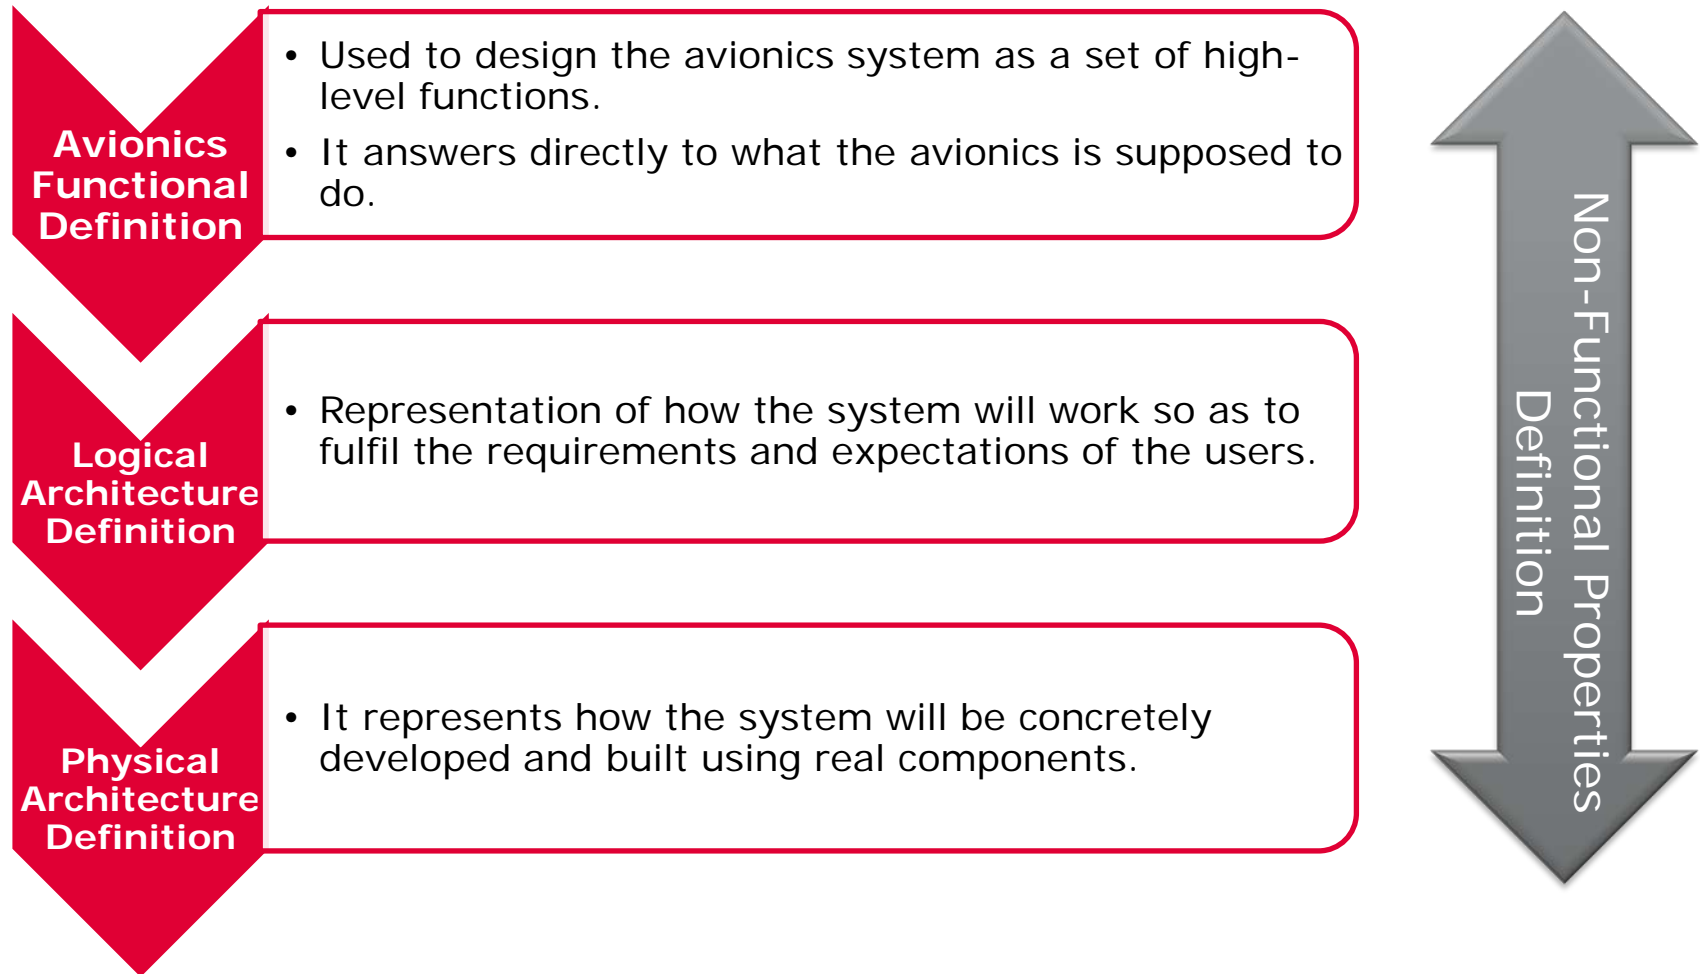 Avionics
Functional
Definition
• Used to design the avionics system as a set of high-
level functions.
• It answers directly to what the avionics is supposed to
do.
Logical
Architecture
Definition
• Representation of how the system will work so as to
fulfil the requirements and expectations of the users.
Physical
Architecture
Definition
• It represents how the system will be concretely
developed and built using real components.
Non-Functional Properties
Definition